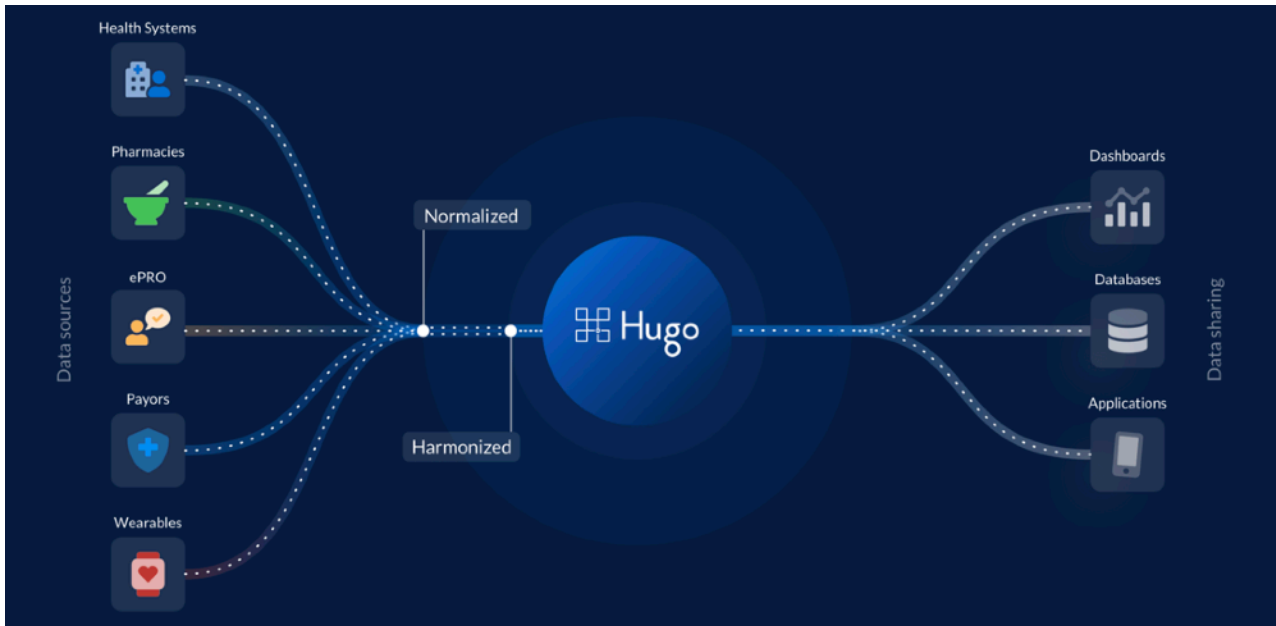 Health Systems
Pharmacies
ePRO
Payors
Wearables
Data sources
Normalized
Harmonized
Hugo
Dashboards
Databases
Applications
Data sharing